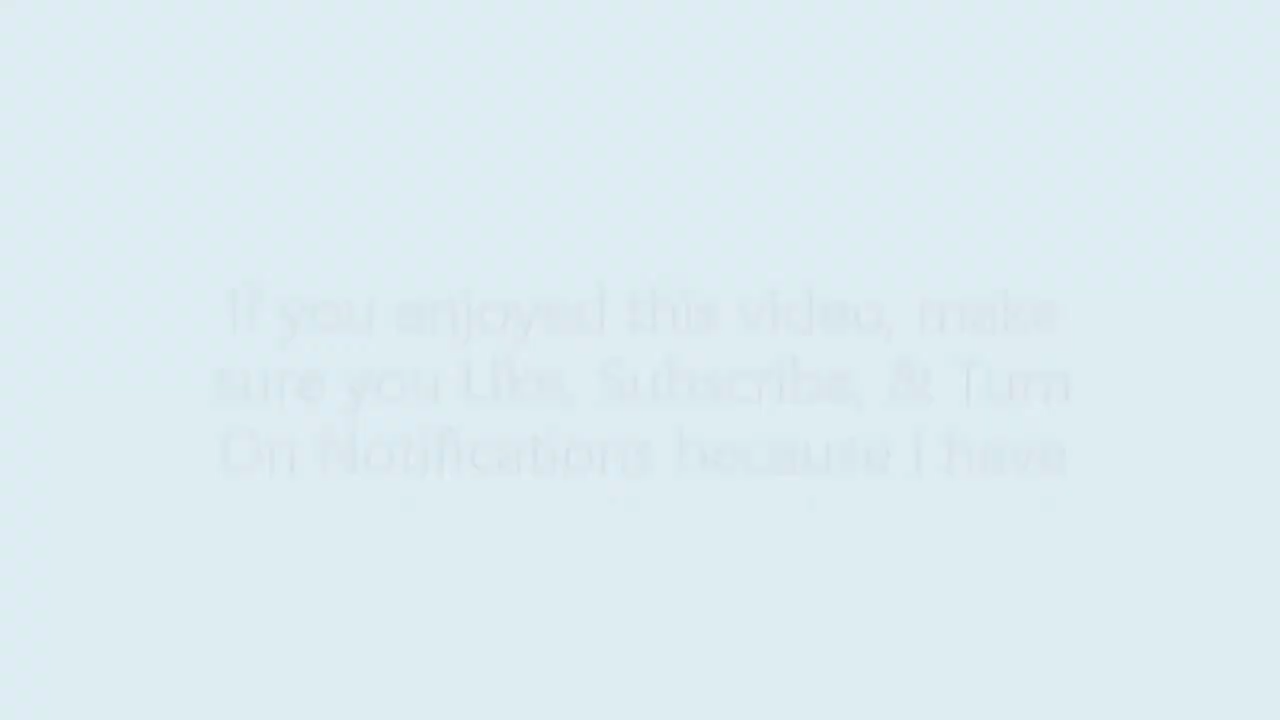 If you enjoyed this video, make
sure you Like, Subscribe, & Turn
On Notifications because I have